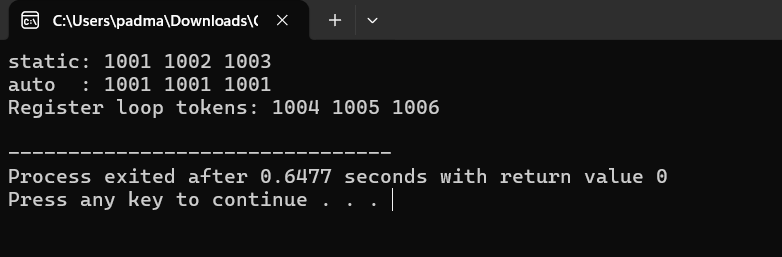 C:\Users\padma\Downloads\C
static: 1001 1002 1003
auto  : 1001 1001 1001
Register loop tokens: 1004 1005 1006
--------------------------------
Process exited after 0.6477 seconds with return value 0
Press any key to continue . . .